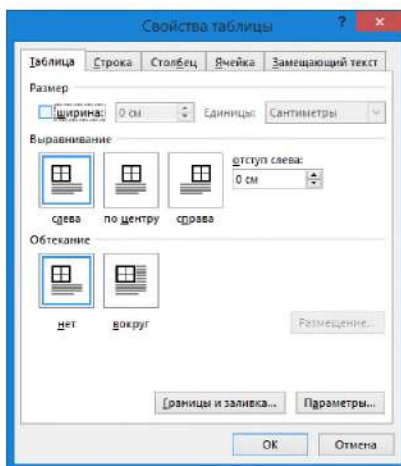 Свойства таблицы ? ×
Таблица Строка Столбец Ячейка Замещающий текст
Размер
ширина: 0 см Единицы: Сантиметры
Выравнивание
отступ слева:
0 см
слева по центру справа
Обтекание
нет вокруг
Размещение...
Границы и заливка... Параметры...
ОК Отмена